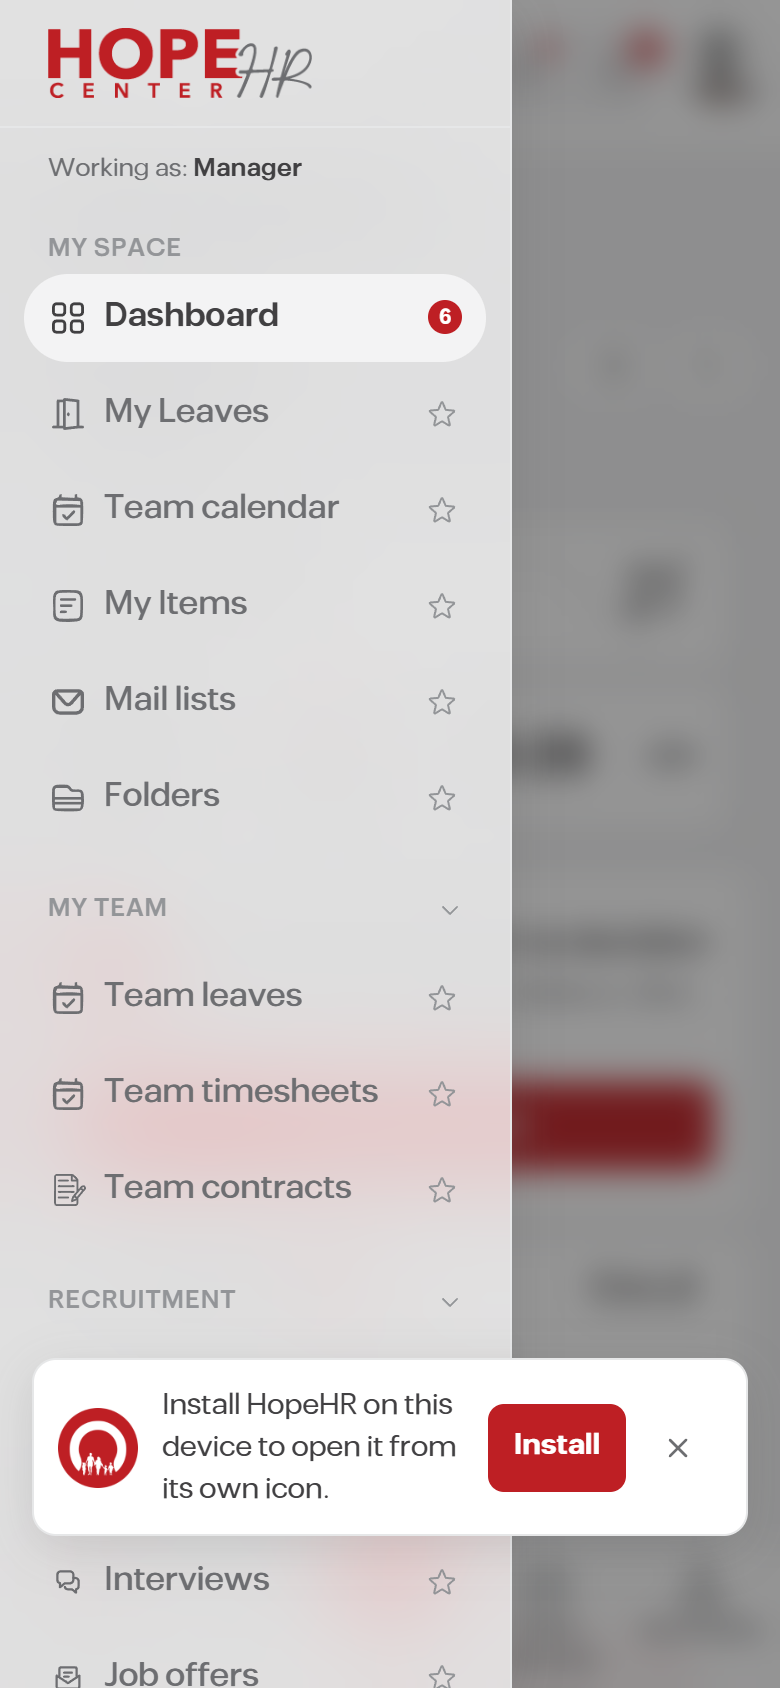 HOPE HR
CENTER
Working as: Manager
MY SPACE
Dashboard 6
My Leaves
Team calendar
My Items
Mail lists
Folders
MY TEAM
Team leaves
Team timesheets
Team contracts
RECRUITMENT
Install HopeHR on this
device to open it from
its own icon.
Install
Interviews
Job offers